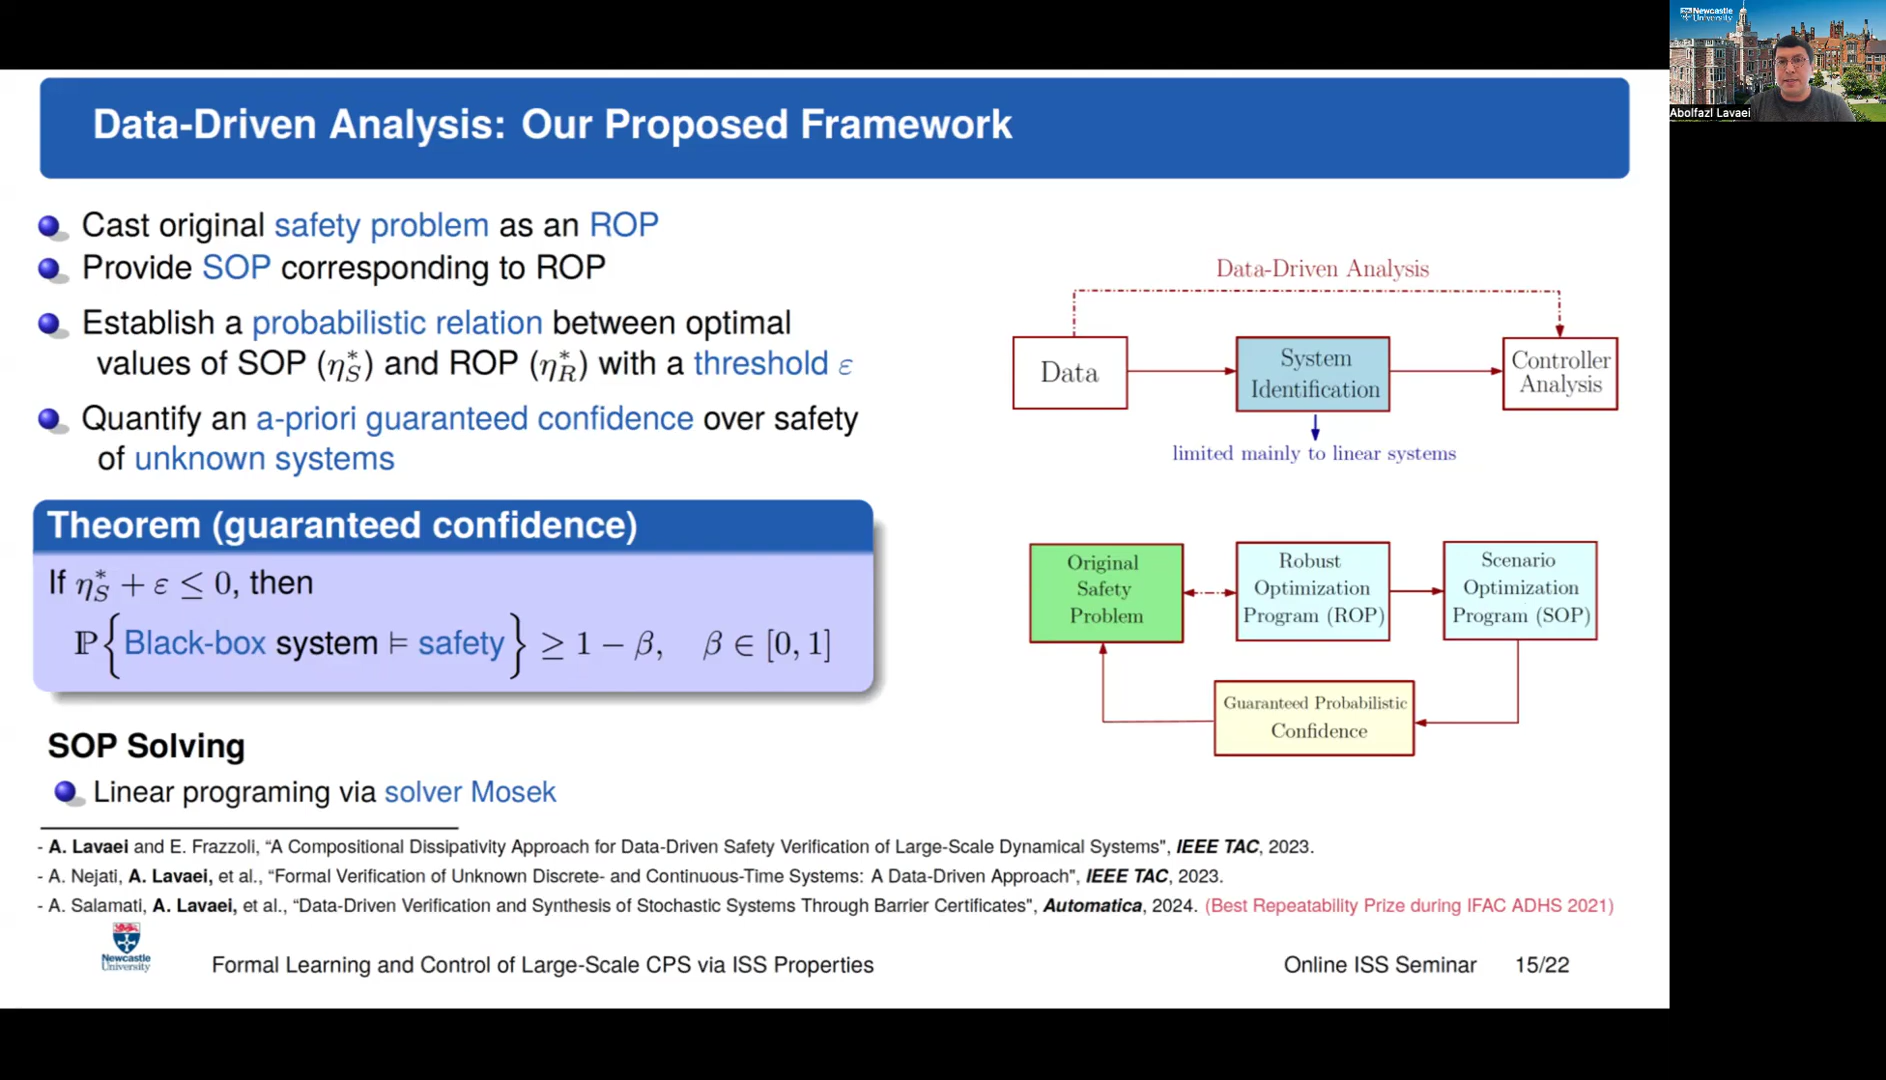 Newcastle
University
Abolfazl Lavaei
Data-Driven Analysis: Our Proposed Framework
Cast original safety problem as an ROP
Provide SOP corresponding to ROP
Establish a probabilistic relation between optimal
values of SOP (η*_S) and ROP (η*_R) with a threshold ε
Quantify an a-priori guaranteed confidence over safety
of unknown systems
Theorem (guaranteed confidence)
If η*_S + ε ≤ 0, then
ℙ{Black-box system ⊨ safety} ≥ 1 − β, β ∈ [0, 1]
SOP Solving
Linear programing via solver Mosek
Data-Driven Analysis
Data
System
Identification
Controller
Analysis
limited mainly to linear systems
Original
Safety
Problem
Robust
Optimization
Program (ROP)
Scenario
Optimization
Program (SOP)
Guaranteed Probabilistic
Confidence
- A. Lavaei and E. Frazzoli, “A Compositional Dissipativity Approach for Data-Driven Safety Verification of Large-Scale Dynamical Systems", IEEE TAC, 2023.
- A. Nejati, A. Lavaei, et al., “Formal Verification of Unknown Discrete- and Continuous-Time Systems: A Data-Driven Approach", IEEE TAC, 2023.
- A. Salamati, A. Lavaei, et al., “Data-Driven Verification and Synthesis of Stochastic Systems Through Barrier Certificates", Automatica, 2024. (Best Repeatability Prize during IFAC ADHS 2021)
Newcastle
University
Formal Learning and Control of Large-Scale CPS via ISS Properties
Online ISS Seminar
15/22